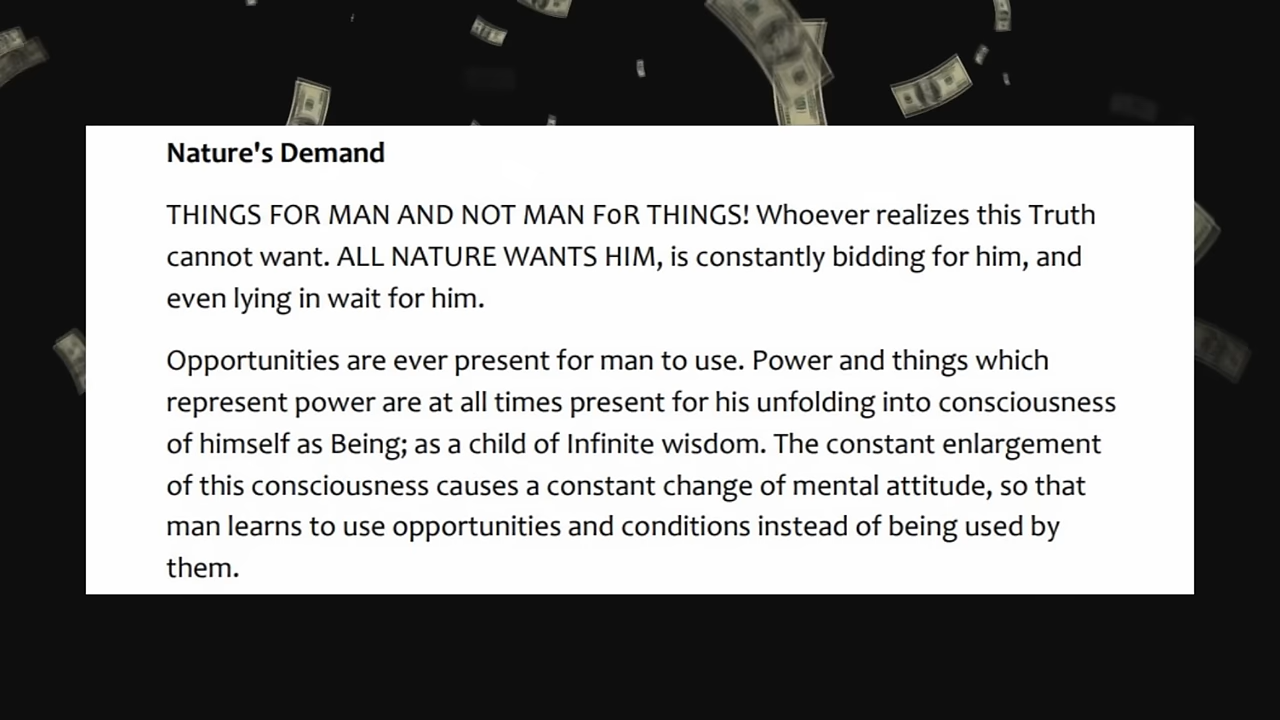 Nature's Demand
THINGS FOR MAN AND NOT MAN FoR THINGS! Whoever realizes this Truth
cannot want. ALL NATURE WANTS HIM, is constantly bidding for him, and
even lying in wait for him.
Opportunities are ever present for man to use. Power and things which
represent power are at all times present for his unfolding into consciousness
of himself as Being; as a child of Infinite wisdom. The constant enlargement
of this consciousness causes a constant change of mental attitude, so that
man learns to use opportunities and conditions instead of being used by
them.